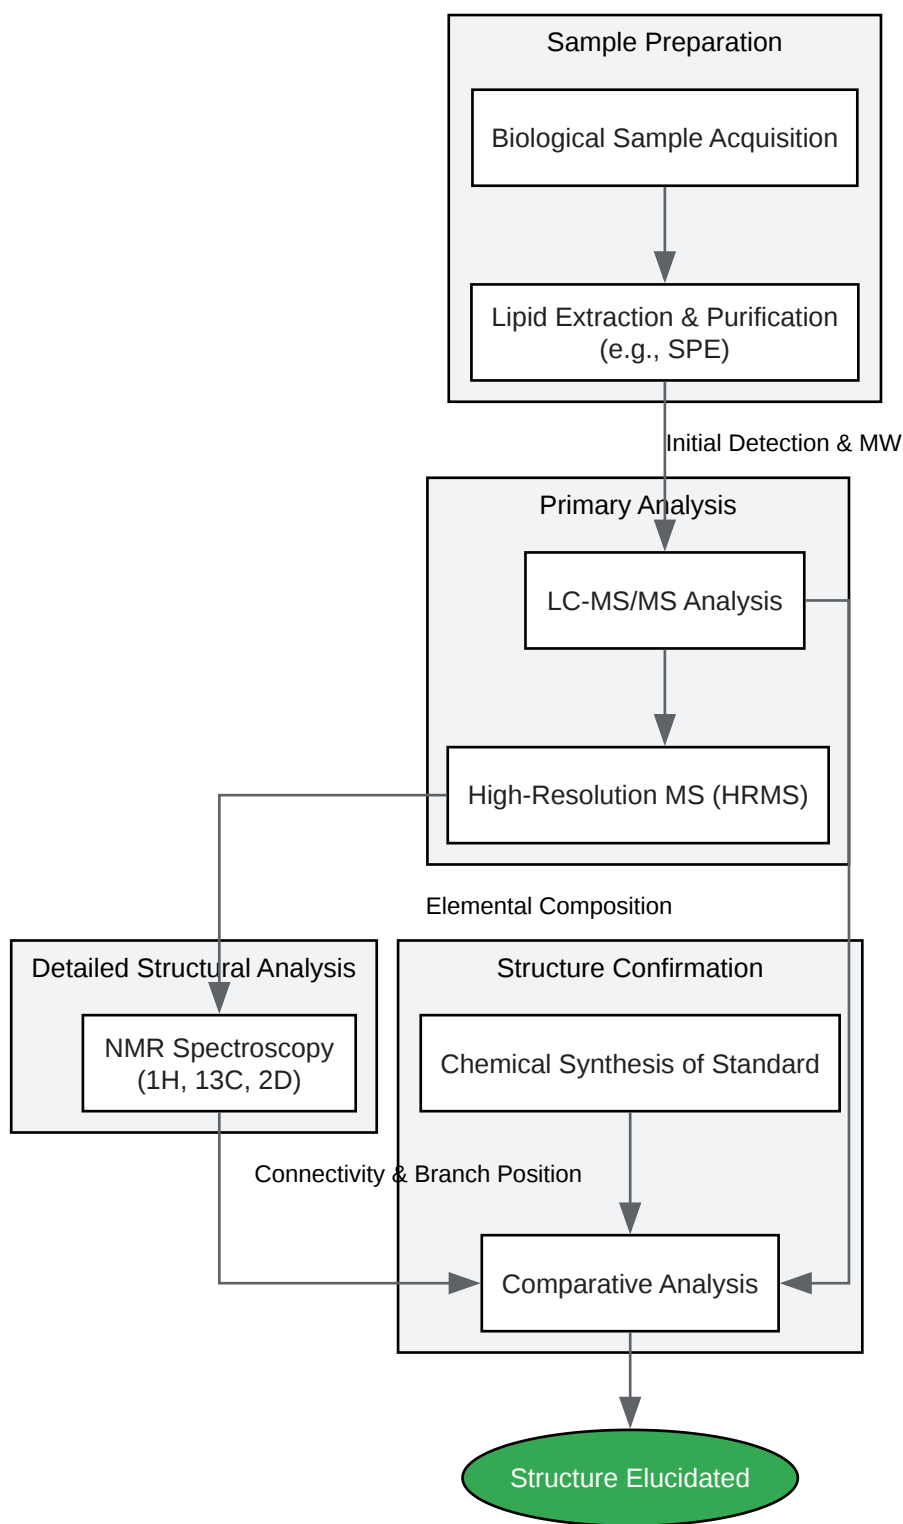 Sample Preparation
Biological Sample Acquisition
Lipid Extraction & Purification
(e.g., SPE)
Initial Detection & MW
Primary Analysis
LC-MS/MS Analysis
High-Resolution MS (HRMS)
Elemental Composition
Detailed Structural Analysis
Structure Confirmation
NMR Spectroscopy
(1H, 13C, 2D)
Chemical Synthesis of Standard
Connectivity & Branch Position
Comparative Analysis
Structure Elucidated